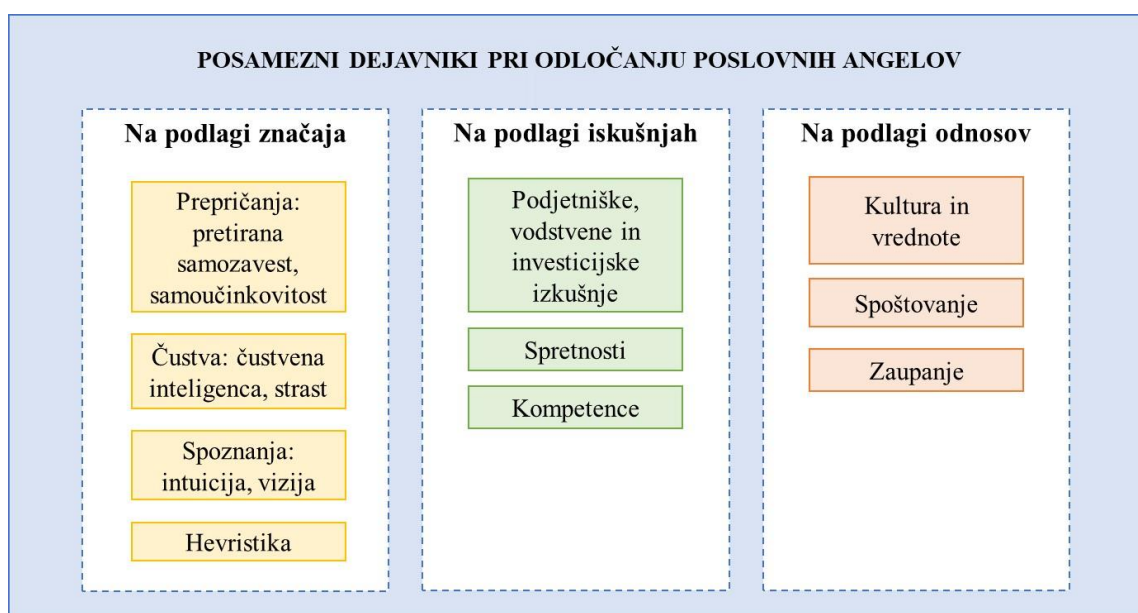 POSAMEZNI DEJAVNIKI PRI ODLOČANJU POSLOVNIH ANGELOV
Na podlagi značaja
Prepričanja:
pretirana
samozavest,
samoučinkovitost
Čustva: čustvena
inteligenca, strast
Spoznanja:
intuicija, vizija
Hevristika
Na podlagi iskušnjah
Podjetniške,
vodstvene in
investicijske
izkušnje
Spretnosti
Kompetence
Na podlagi odnosov
Kultura in
vrednote
Spoštovanje
Zaupanje